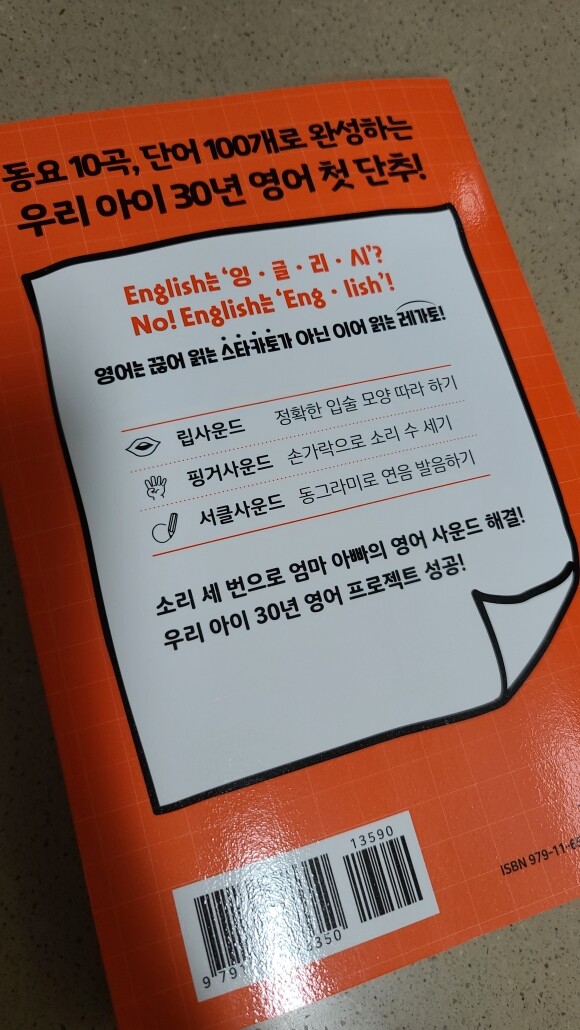 동요 10곡, 단어 100개로 완성하는
우리 아이 30년 영어 첫 단추!
English는 ‘잉·글·리·시’?
No! English는 ‘Eng·lish’!
영어는 끊어 읽는 스타카토가 아닌 이어 읽는 레가토!
립사운드 정확한 입술 모양 따라 하기
핑거사운드 손가락으로 소리 수 세기
서클사운드 동그라미로 연음 발음하기
소리 세 번으로 엄마 아빠의 영어 사운드 해결!
우리 아이 30년 영어 프로젝트 성공!
13590
ISBN 979-11-
9 791 350